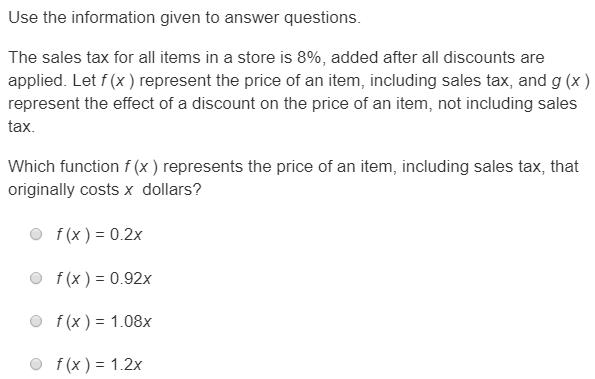 Use the information given to answer questions.
The sales tax for all items in a store is 8%, added after all discounts are
applied. Let f (x ) represent the price of an item, including sales tax, and g (x )
represent the effect of a discount on the price of an item, not including sales
tax.
Which function f (x ) represents the price of an item, including sales tax, that
originally costs x dollars?
f (x ) = 0.2x
f (x ) = 0.92x
f (x ) = 1.08x
f (x ) = 1.2x